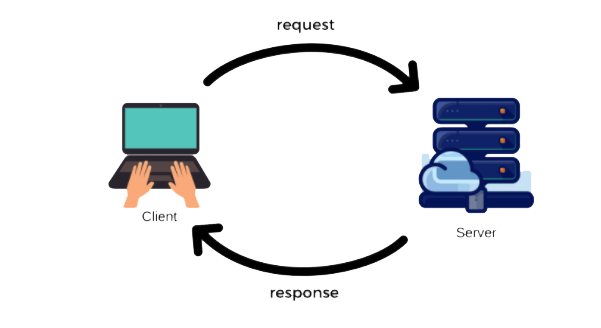 request
Client
Server
response